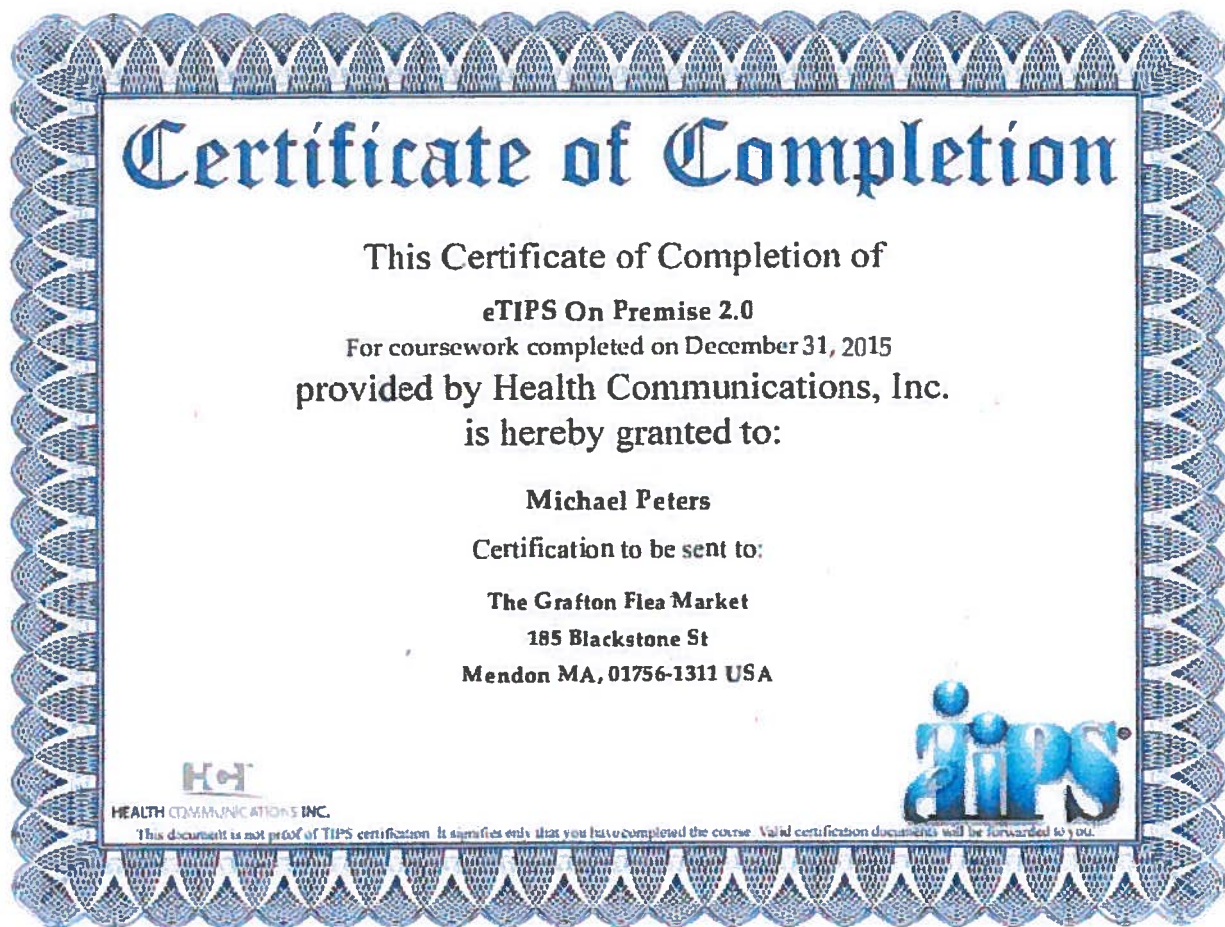 Certificate of Completion
This Certificate of Completion of
eTIPS On Premise 2.0
For coursework completed on December 31, 2015
provided by Health Communications, Inc.
is hereby granted to:
Michael Peters
Certification to be sent to:
The Grafton Flea Market
185 Blackstone St
Mendon MA, 01756-1311 USA
HCI™
HEALTH COMMUNICATIONS INC.
TIPS®
This document is not proof of TIPS certification. It signifies only that you have completed the course. Valid certification documents will be forwarded to you.